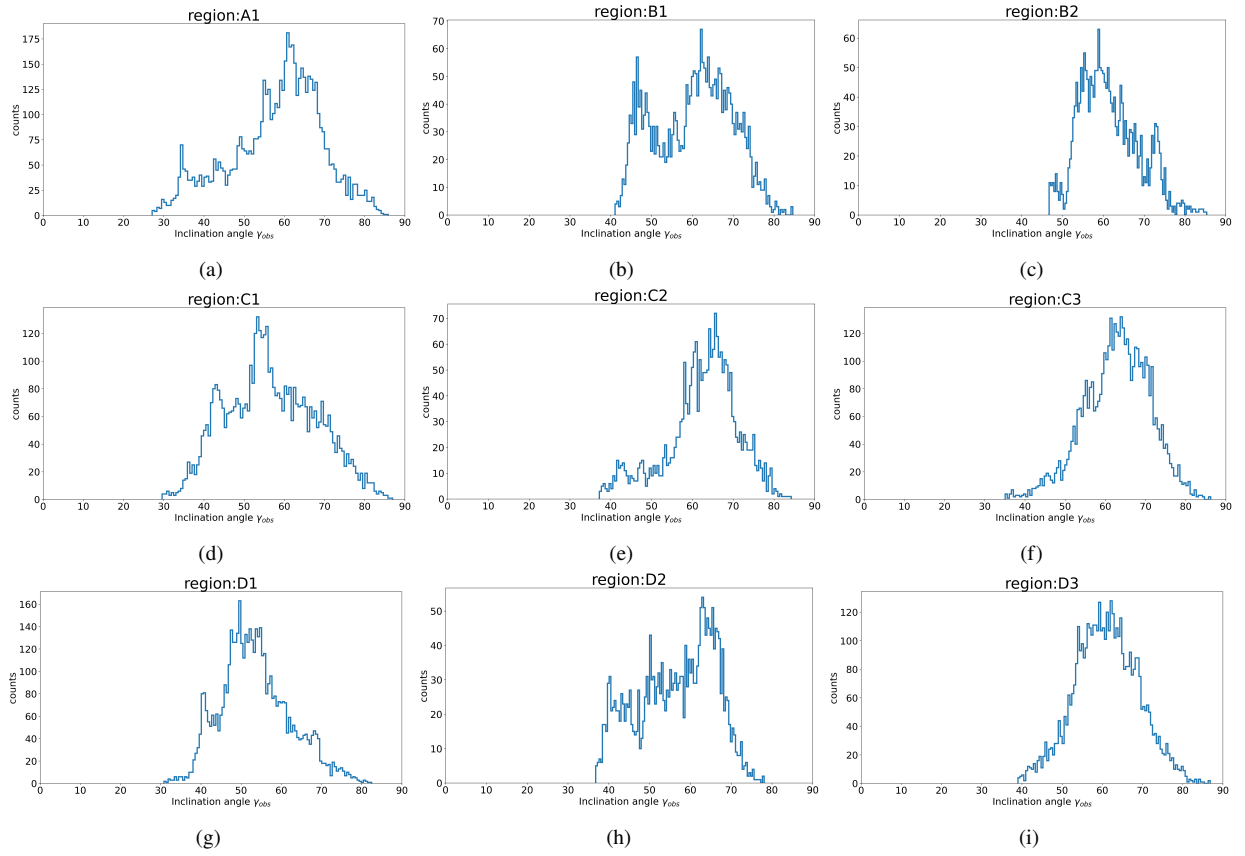 region:A1
counts
175
150
125
100
75
50
25
0
0 10 20 30 40 50 60 70 80 90
Inclination angle γobs
(a)
region:B1
counts
70
60
50
40
30
20
10
0
0 10 20 30 40 50 60 70 80 90
Inclination angle γobs
(b)
region:B2
counts
60
50
40
30
20
10
0
0 10 20 30 40 50 60 70 80 90
Inclination angle γobs
(c)
region:C1
counts
120
100
80
60
40
20
0
0 10 20 30 40 50 60 70 80 90
Inclination angle γobs
(d)
region:C2
counts
70
60
50
40
30
20
10
0
0 10 20 30 40 50 60 70 80 90
Inclination angle γobs
(e)
region:C3
counts
120
100
80
60
40
20
0
0 10 20 30 40 50 60 70 80 90
Inclination angle γobs
(f)
region:D1
counts
160
140
120
100
80
60
40
20
0
0 10 20 30 40 50 60 70 80 90
Inclination angle γobs
(g)
region:D2
counts
50
40
30
20
10
0
0 10 20 30 40 50 60 70 80 90
Inclination angle γobs
(h)
region:D3
counts
120
100
80
60
40
20
0
0 10 20 30 40 50 60 70 80 90
Inclination angle γobs
(i)